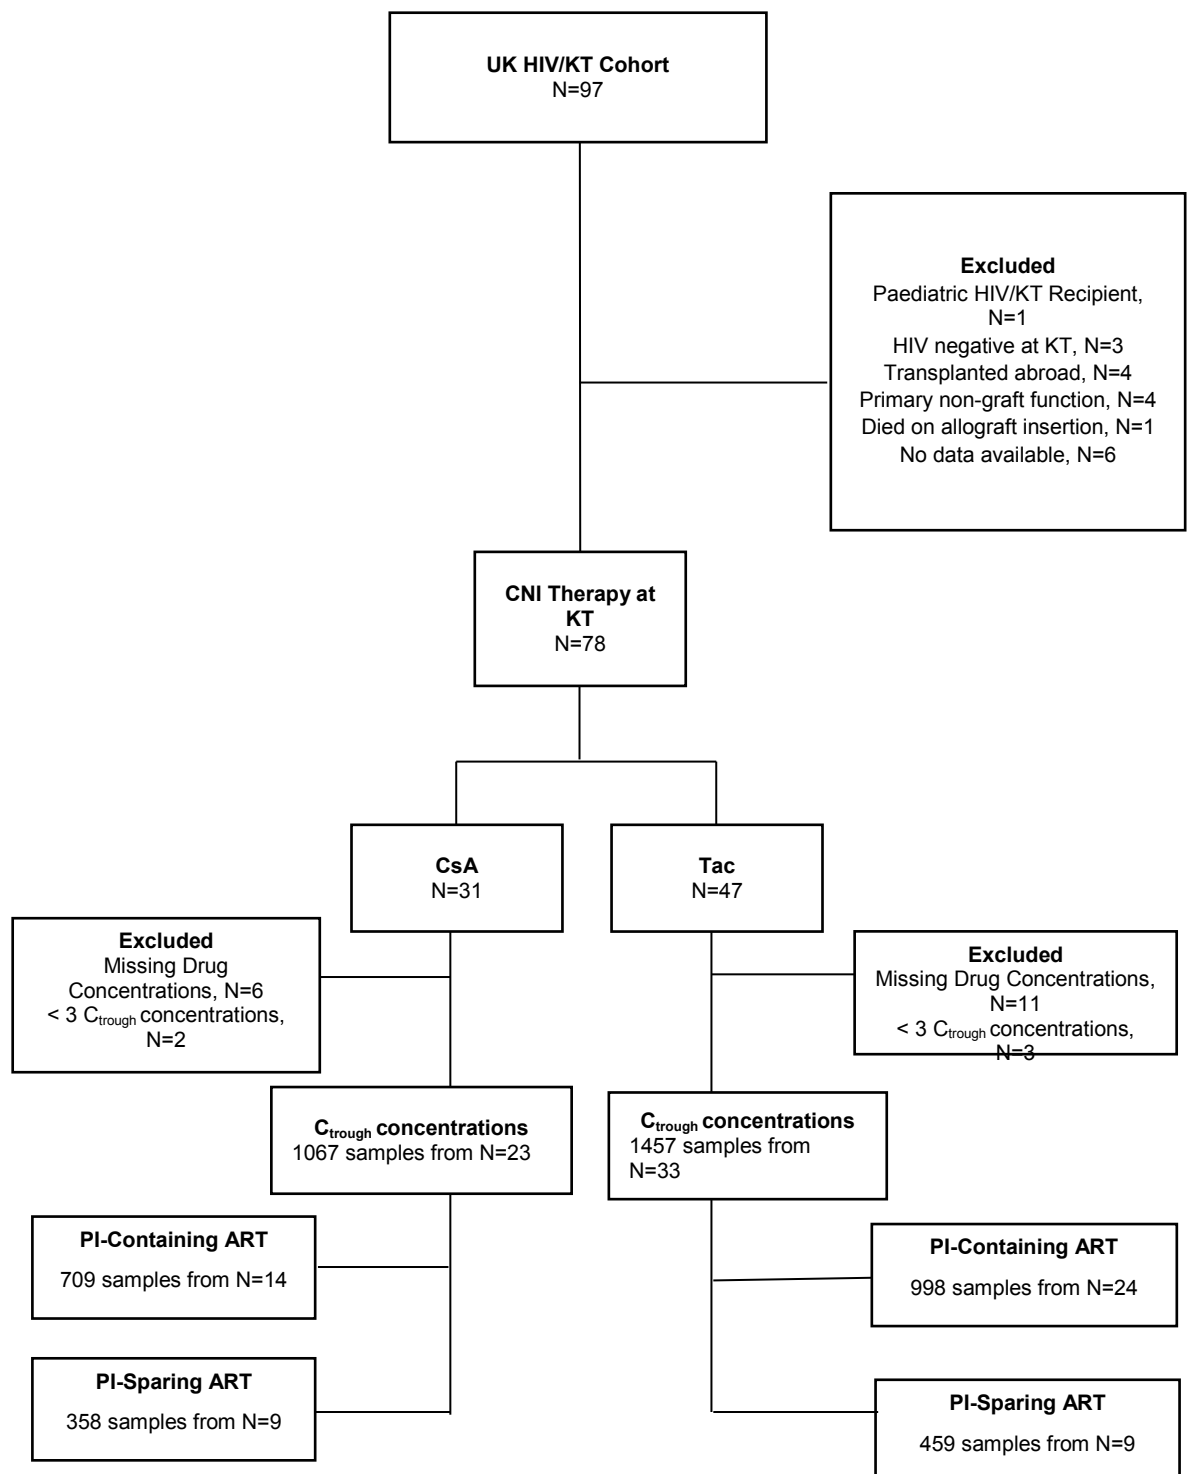 UK HIV/KT Cohort
N=97
Excluded
Paediatric HIV/KT Recipient,
N=1
HIV negative at KT, N=3
Transplanted abroad, N=4
Primary non-graft function, N=4
Died on allograft insertion, N=1
No data available, N=6
CNI Therapy at
KT
N=78
CsA
N=31
Tac
N=47
Excluded
Missing Drug
Concentrations, N=6
< 3 Ctrough concentrations,
N=2
Excluded
Missing Drug Concentrations,
N=11
< 3 Ctrough concentrations,
N=3
Ctrough concentrations
1067 samples from N=23
Ctrough concentrations
1457 samples from
N=33
PI-Containing ART
709 samples from N=14
PI-Containing ART
998 samples from N=24
PI-Sparing ART
358 samples from N=9
PI-Sparing ART
459 samples from N=9